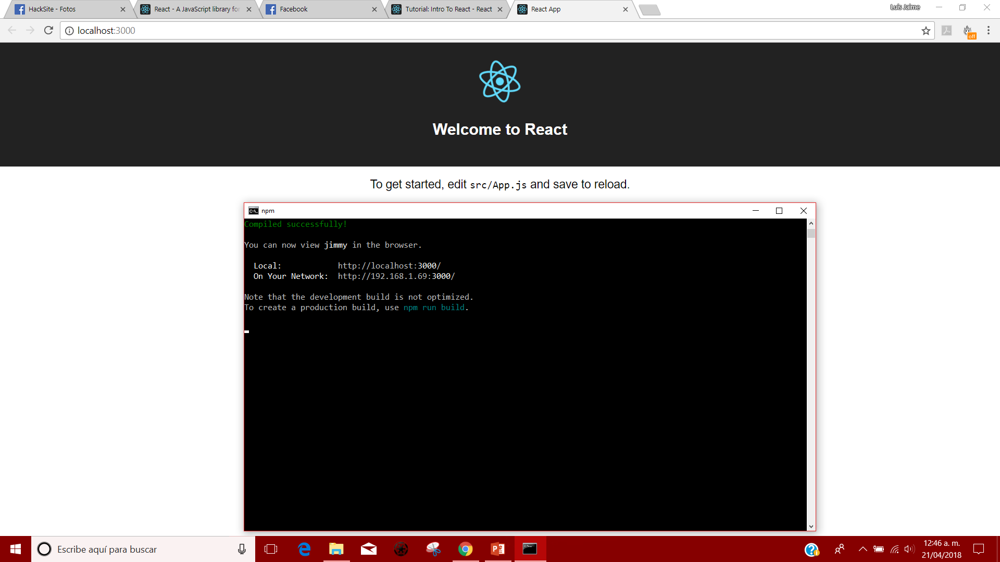 HackSite - Fotos
React - A JavaScript library fo
Facebook
Tutorial: Intro To React - React
React App
Luis Jaime
localhost:3000
off
Welcome to React
To get started, edit src/App.js and save to reload.
npm
Compiled successfully!
You can now view jimmy in the browser.
Local: http://localhost:3000/
On Your Network: http://192.168.1.69:3000/
Note that the development build is not optimized.
To create a production build, use npm run build.
Escribe aquí para buscar
12:46 a. m.
21/04/2018